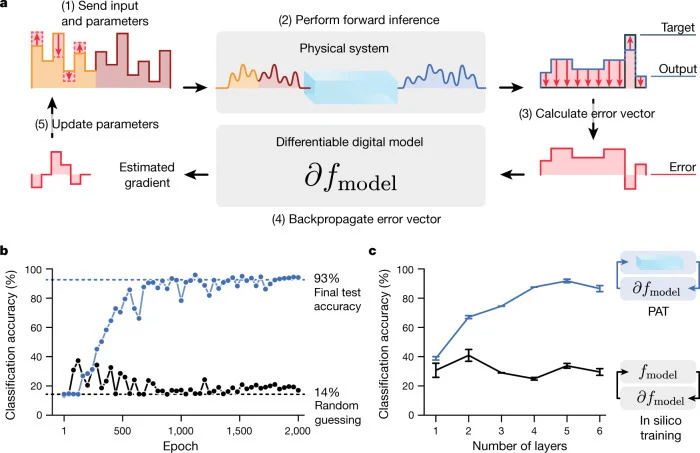 a
(1) Send input
and parameters
(2) Perform forward inference
Physical system
Target
Output
(3) Calculate error vector
(5) Update parameters
Estimated
gradient
Differentiable digital model
∂f_model
Error
(4) Backpropagate error vector
b
Classification accuracy (%)
100
80
60
40
20
0
1
500
1,000
1,500
2,000
Epoch
93%
Final test
accuracy
14%
Random
guessing
c
Classification accuracy (%)
100
80
60
40
20
0
1
2
3
4
5
6
Number of layers
∂f_model
PAT
f_model
∂f_model
In silico
training